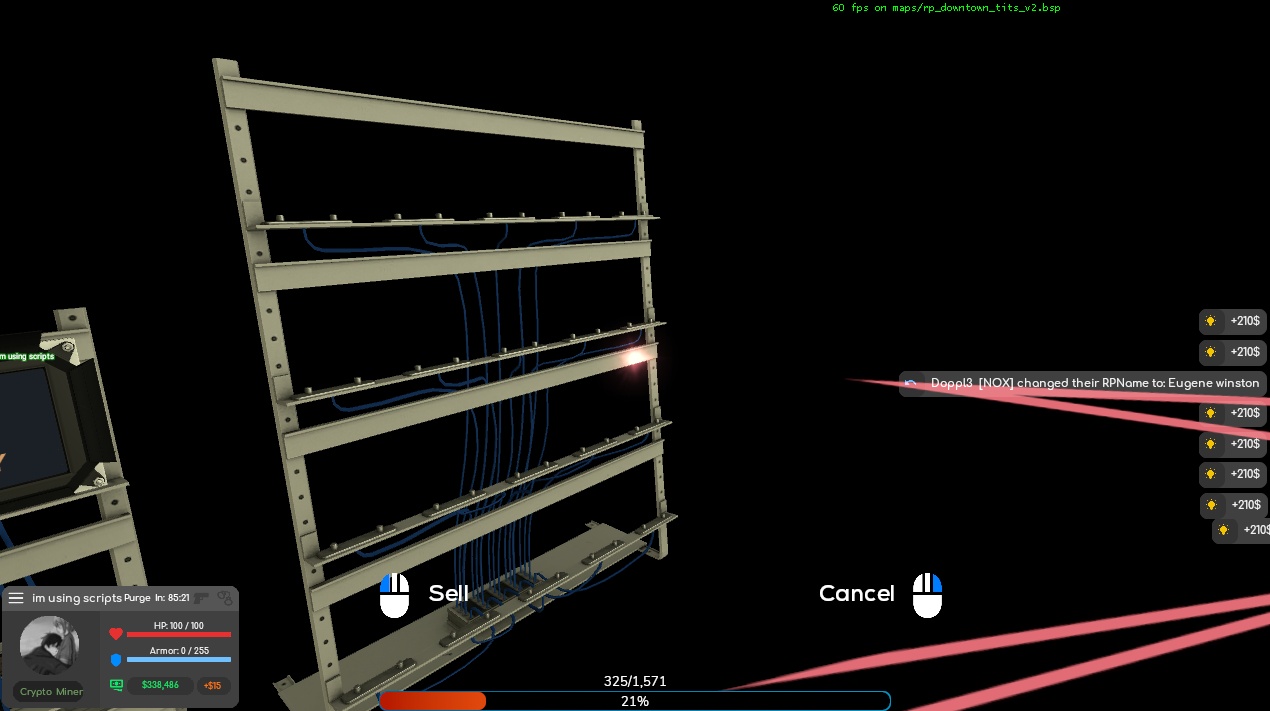 60 fps on maps/rp_downtown_tits_v2.bsp
+210$
+210$
m using scripts
Doppl3 [NOX] changed their RPName to: Eugene winston
+210$
+210$
+210$
+210$
+210$
Sell
Cancel
im using scripts Purge In: 85:21
HP: 100 / 100
Armor: 0 / 255
$338,486
+$15
Crypto Miner
325/1,571
21%